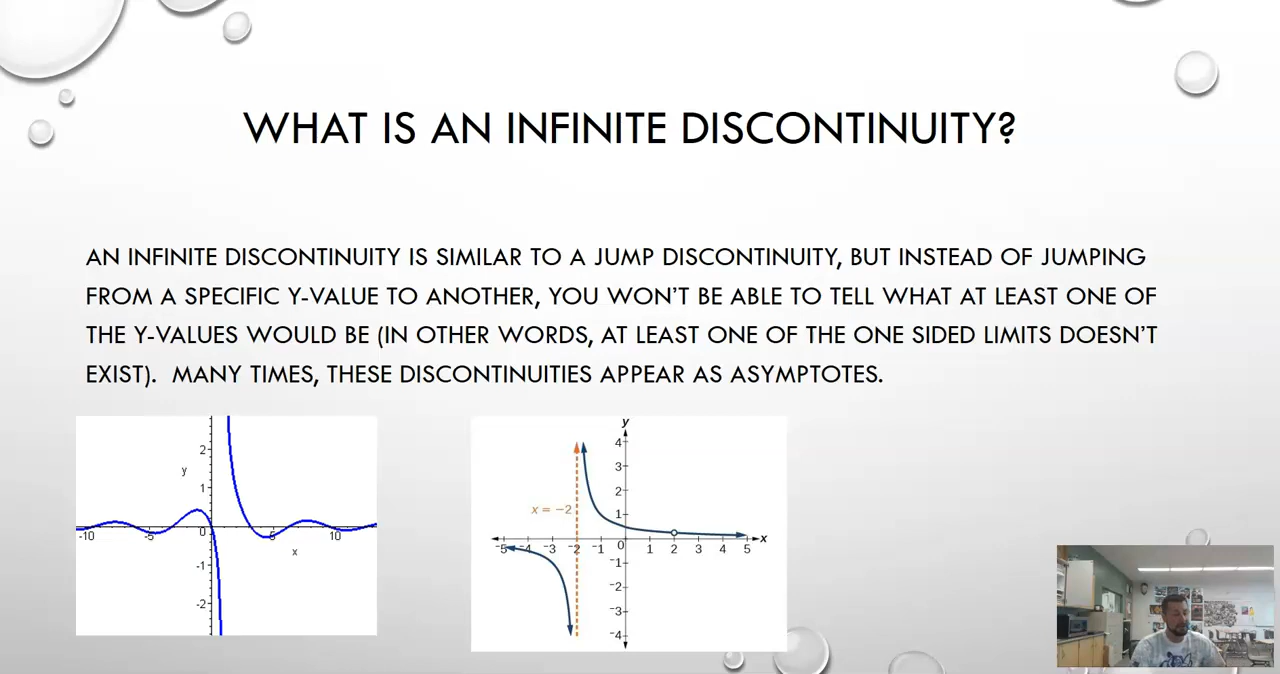 WHAT IS AN INFINITE DISCONTINUITY?
AN INFINITE DISCONTINUITY IS SIMILAR TO A JUMP DISCONTINUITY, BUT INSTEAD OF JUMPING
FROM A SPECIFIC Y-VALUE TO ANOTHER, YOU WON'T BE ABLE TO TELL WHAT AT LEAST ONE OF
THE Y-VALUES WOULD BE (IN OTHER WORDS, AT LEAST ONE OF THE ONE SIDED LIMITS DOESN'T
EXIST).  MANY TIMES, THESE DISCONTINUITIES APPEAR AS ASYMPTOTES.
2
y
1
-10 -5 0 5 10
x
-1
-2
y
4
3
2
x = −2
1
−5 −4 −3 −2 −1 0 1 2 3 4 5 x
−1
−2
−3
−4